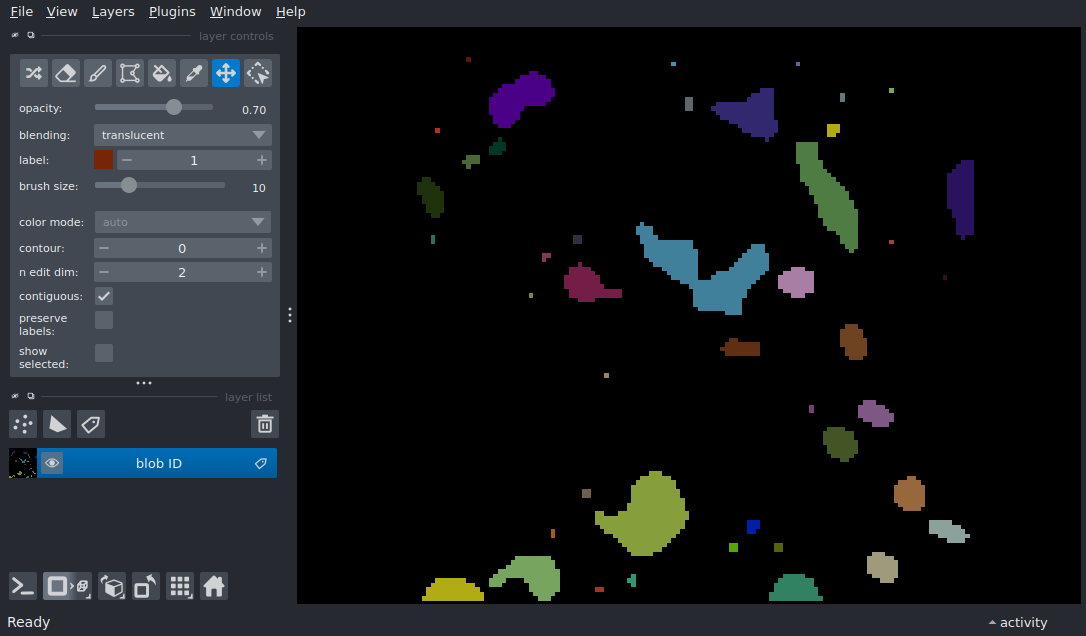 File View Layers Plugins Window Help
layer controls
opacity: 0.70
blending: translucent
label: 1
brush size: 10
color mode: auto
contour: 0
n edit dim: 2
contiguous:
preserve
labels:
show
selected:
layer list
blob ID
Ready activity